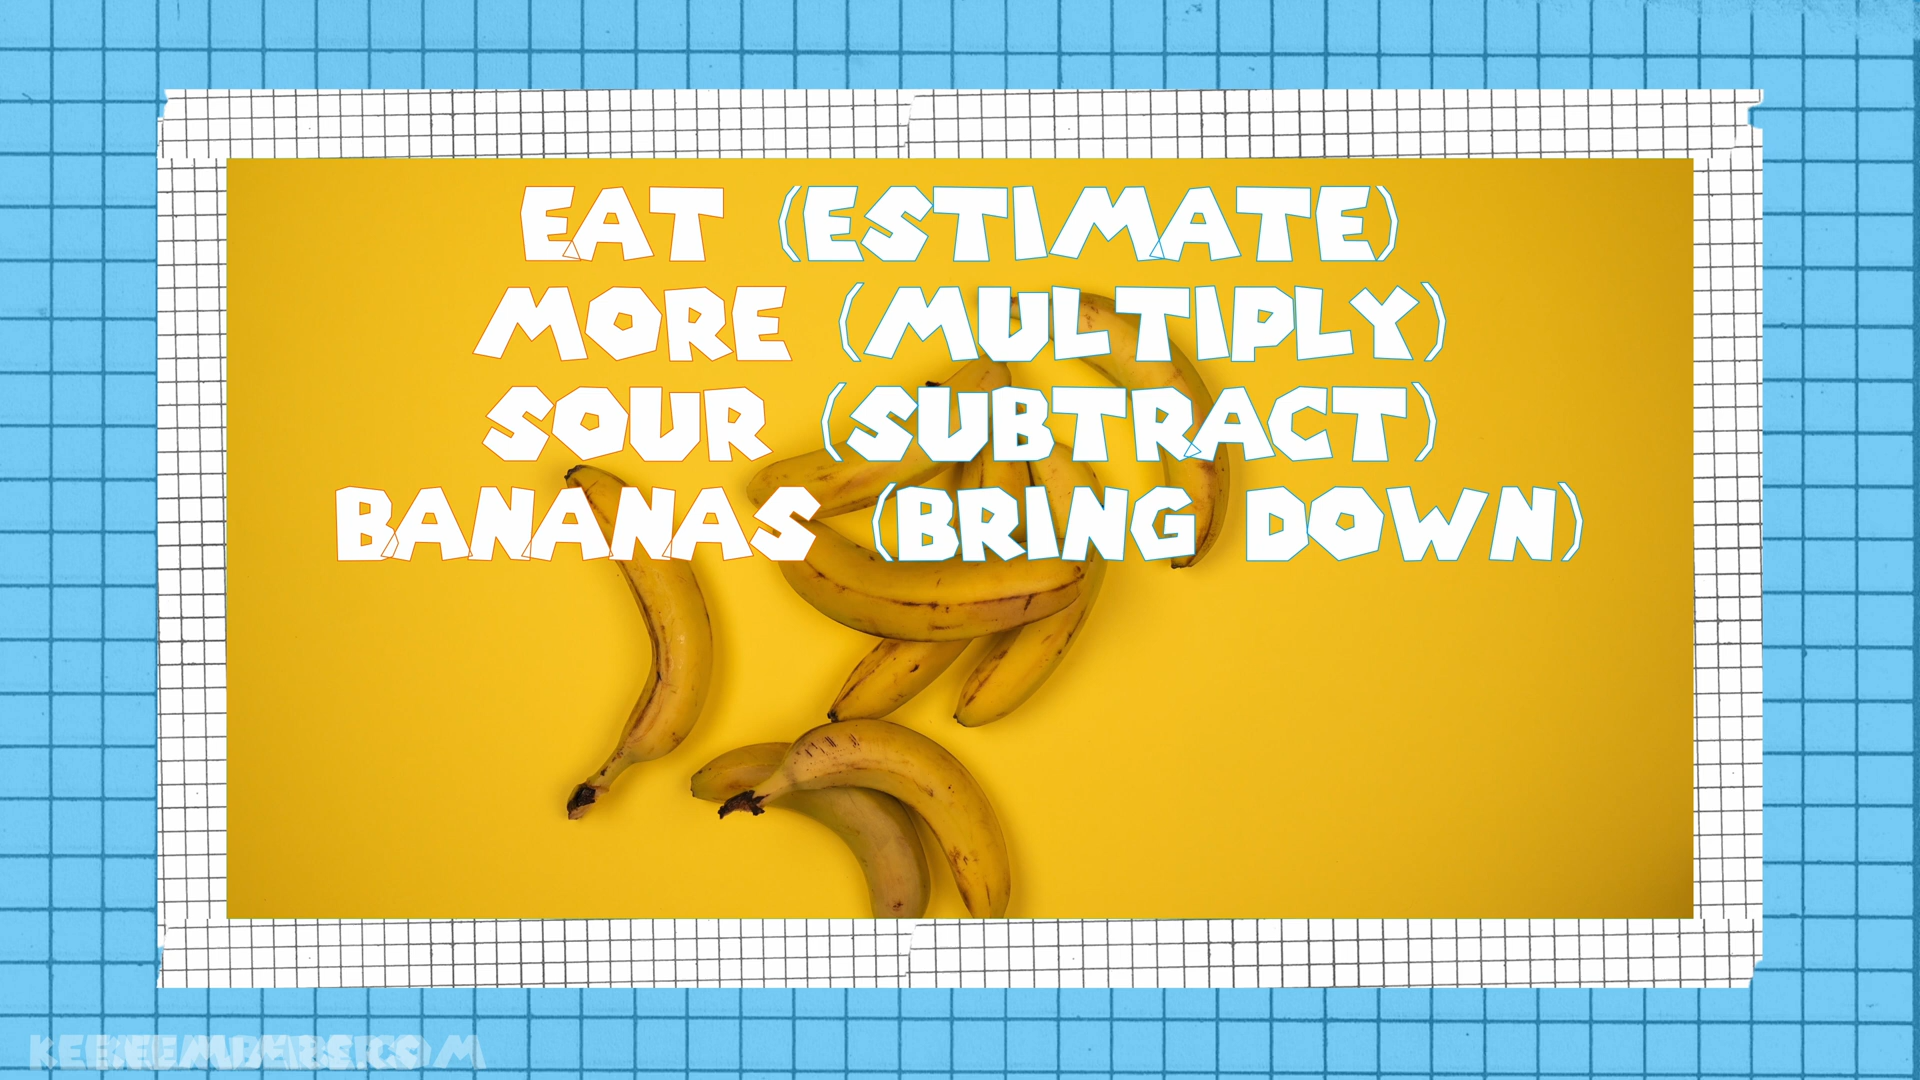 EAT (ESTIMATE)
MORE (MULTIPLY)
SOUR (SUBTRACT)
BANANAS (BRING DOWN)